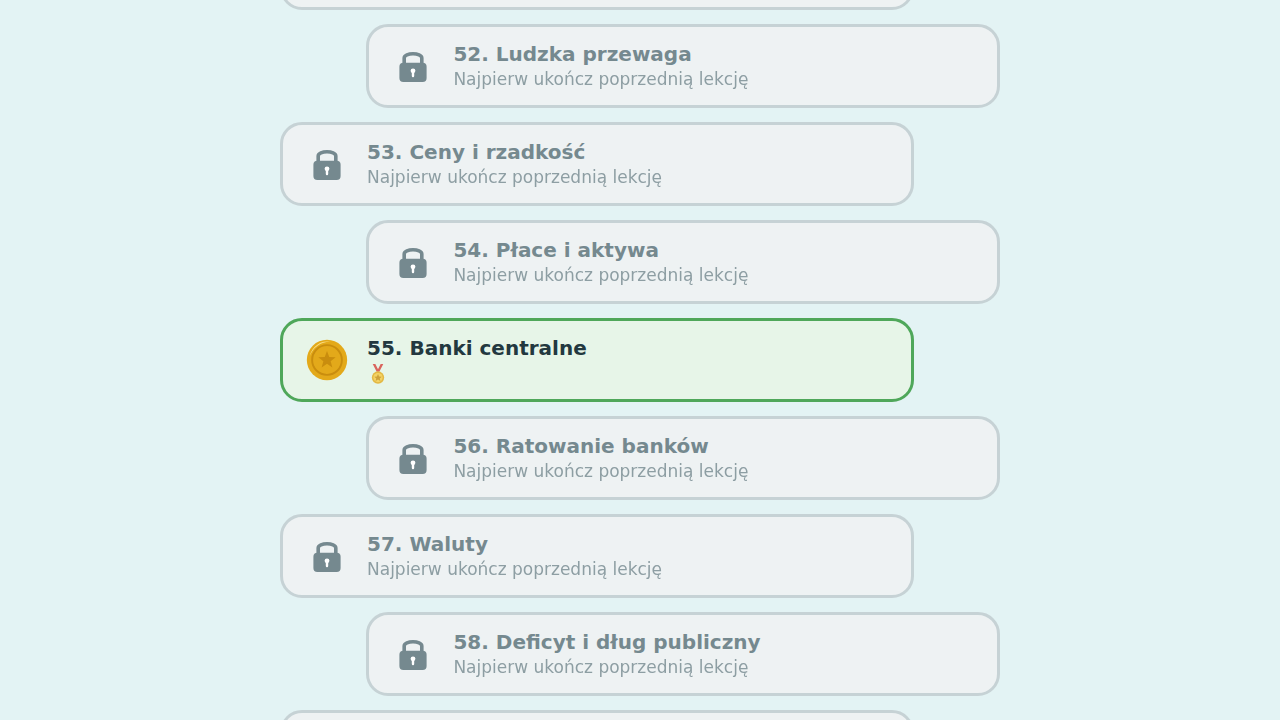 52. Ludzka przewaga
Najpierw ukończ poprzednią lekcję
53. Ceny i rzadkość
Najpierw ukończ poprzednią lekcję
54. Płace i aktywa
Najpierw ukończ poprzednią lekcję
55. Banki centralne
56. Ratowanie banków
Najpierw ukończ poprzednią lekcję
57. Waluty
Najpierw ukończ poprzednią lekcję
58. Deficyt i dług publiczny
Najpierw ukończ poprzednią lekcję